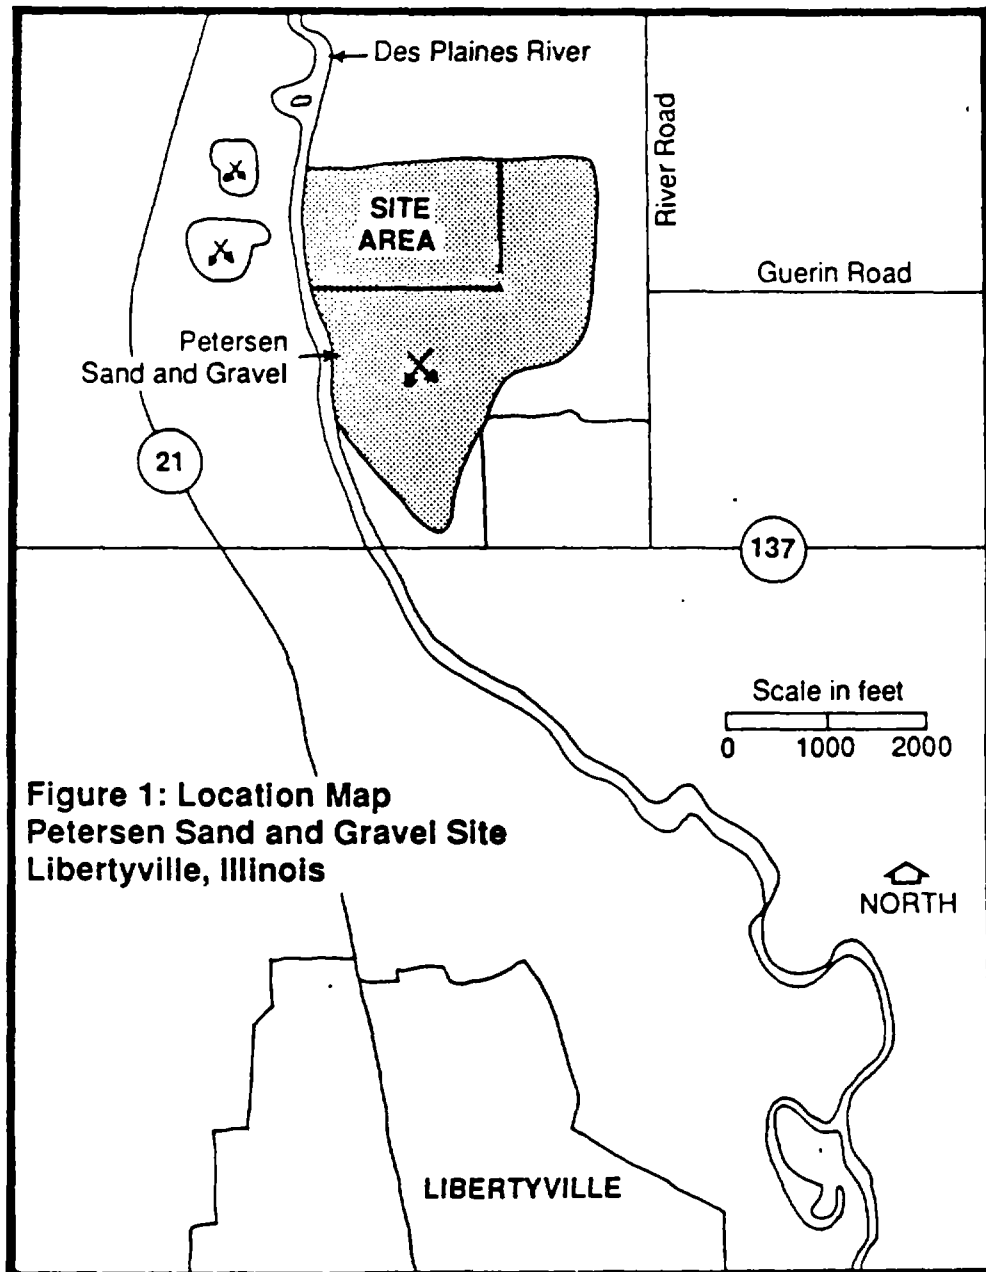 Des Plaines River
River Road
SITE
AREA
Guerin Road
Petersen
Sand and Gravel
21
137
Scale in feet
0 1000 2000
Figure 1: Location Map
Petersen Sand and Gravel Site
Libertyville, Illinois
NORTH
LIBERTYVILLE